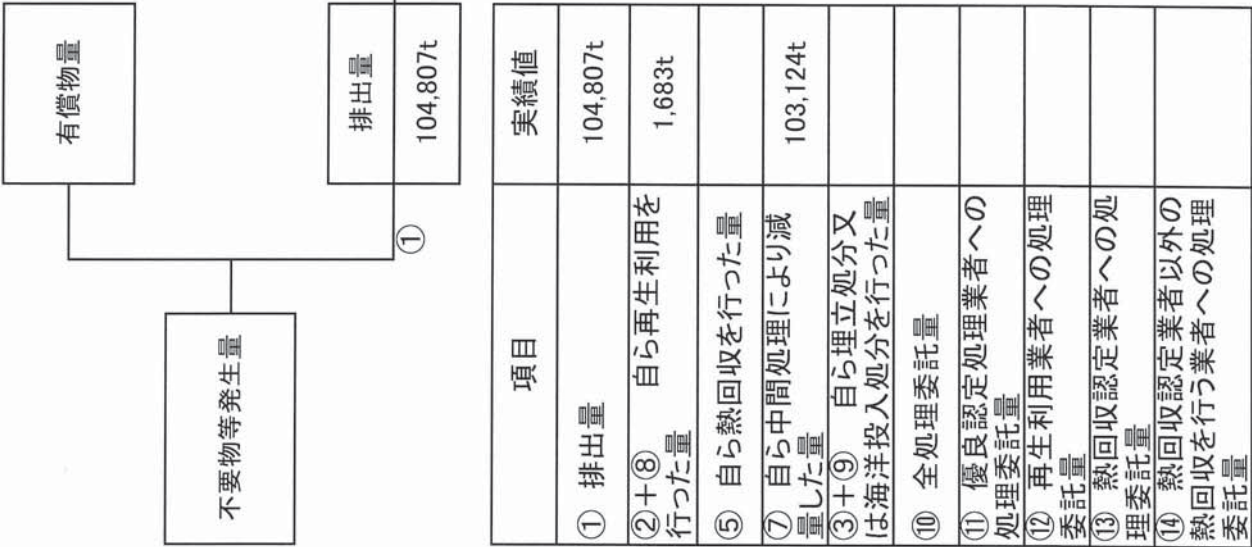 不要物等発生量
有償物量
①
排出量
104,807t
項目
実績値
① 排出量
104,807t
②+⑧ 自ら再生利用を
行った量
1,683t
⑤ 自ら熱回収を行った量
⑦ 自ら中間処理により減
量した量
103,124t
③+⑨ 自ら埋立処分又
は海洋投入処分を行った量
⑩ 全処理委託量
⑪ 優良認定処理業者への
処理委託量
⑫ 再生利用業者への処理
委託量
⑬ 熱回収認定業者への処
理委託量
⑭ 熱回収認定業者以外の
熱回収を行う業者への処理
委託量